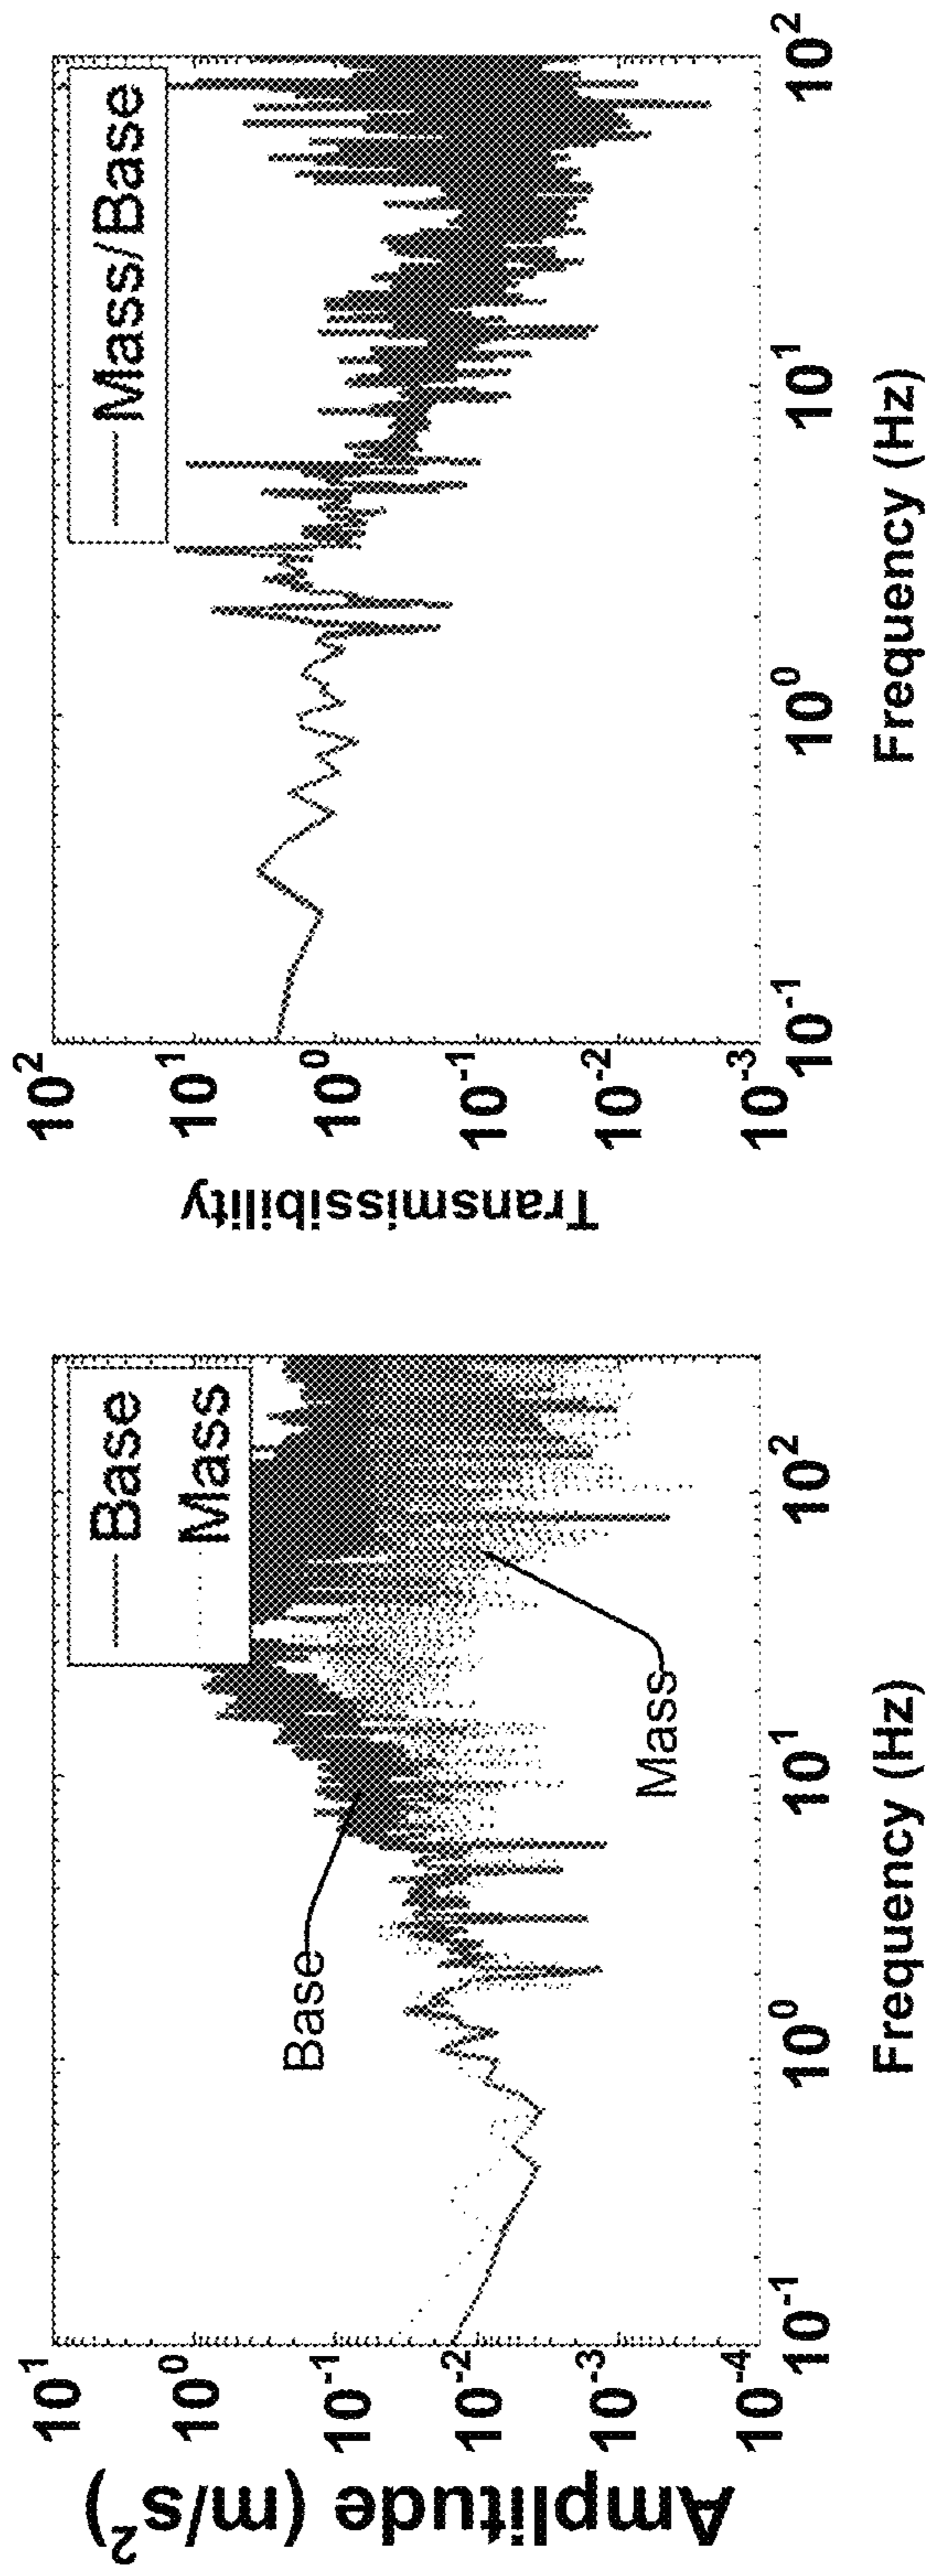 Amplitude (m/s²)
10¹
10⁰
10⁻¹
10⁻²
10⁻³
10⁻⁴
Base
Mass
Base
Mass
10⁻¹
10⁰
10¹
10²
Frequency (Hz)
Transmissibility
10²
10¹
10⁰
10⁻¹
10⁻²
10⁻³
Mass/Base
10⁻¹
10⁰
10¹
10²
Frequency (Hz)